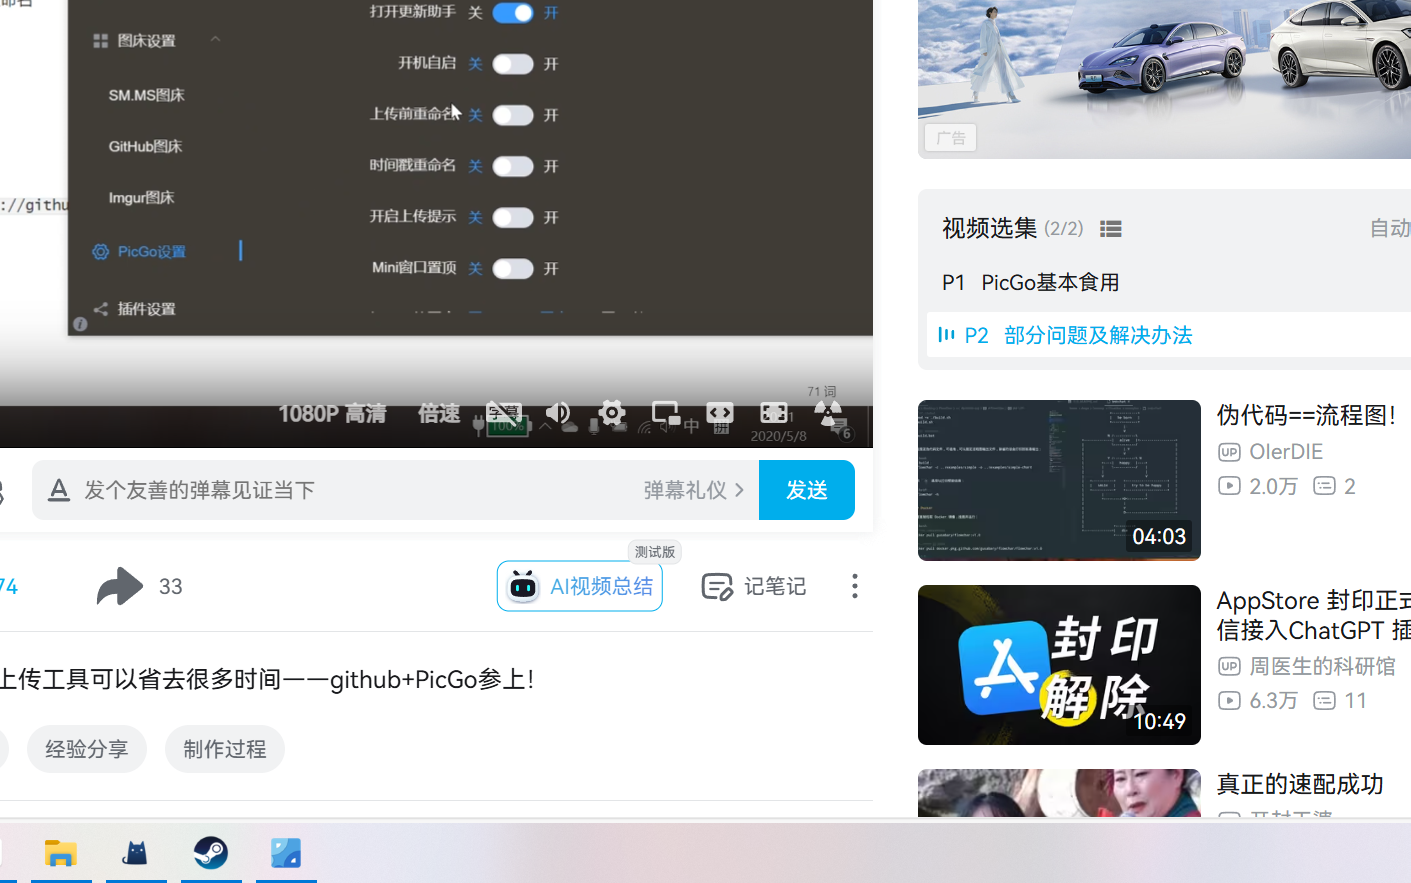 命名
打开更新助手 关 开
图床设置
开机自启 关 开
SM.MS图床
上传前重命名 关 开
GitHub图床
时间戳重命名 关 开
Imgur图床
://githu
开启上传提示 关 开
PicGo设置
Mini窗口置顶 关 开
插件设置
71 词
1080P 高清
倍速
字幕
100%
中
拼
2020/5/8
6
发个友善的弹幕见证当下
弹幕礼仪
发送
测试版
74
33
AI视频总结
记笔记
上传工具可以省去很多时间——github+PicGo参上！
经验分享
制作过程
广告
视频选集 (2/2)
自动
P1 PicGo基本食用
P2 部分问题及解决办法
04:03
伪代码==流程图！
UP OlerDIE
2.0万 2
封印
解除
10:49
AppStore 封印正式
信接入ChatGPT 插
UP 周医生的科研馆
6.3万 11
真正的速配成功